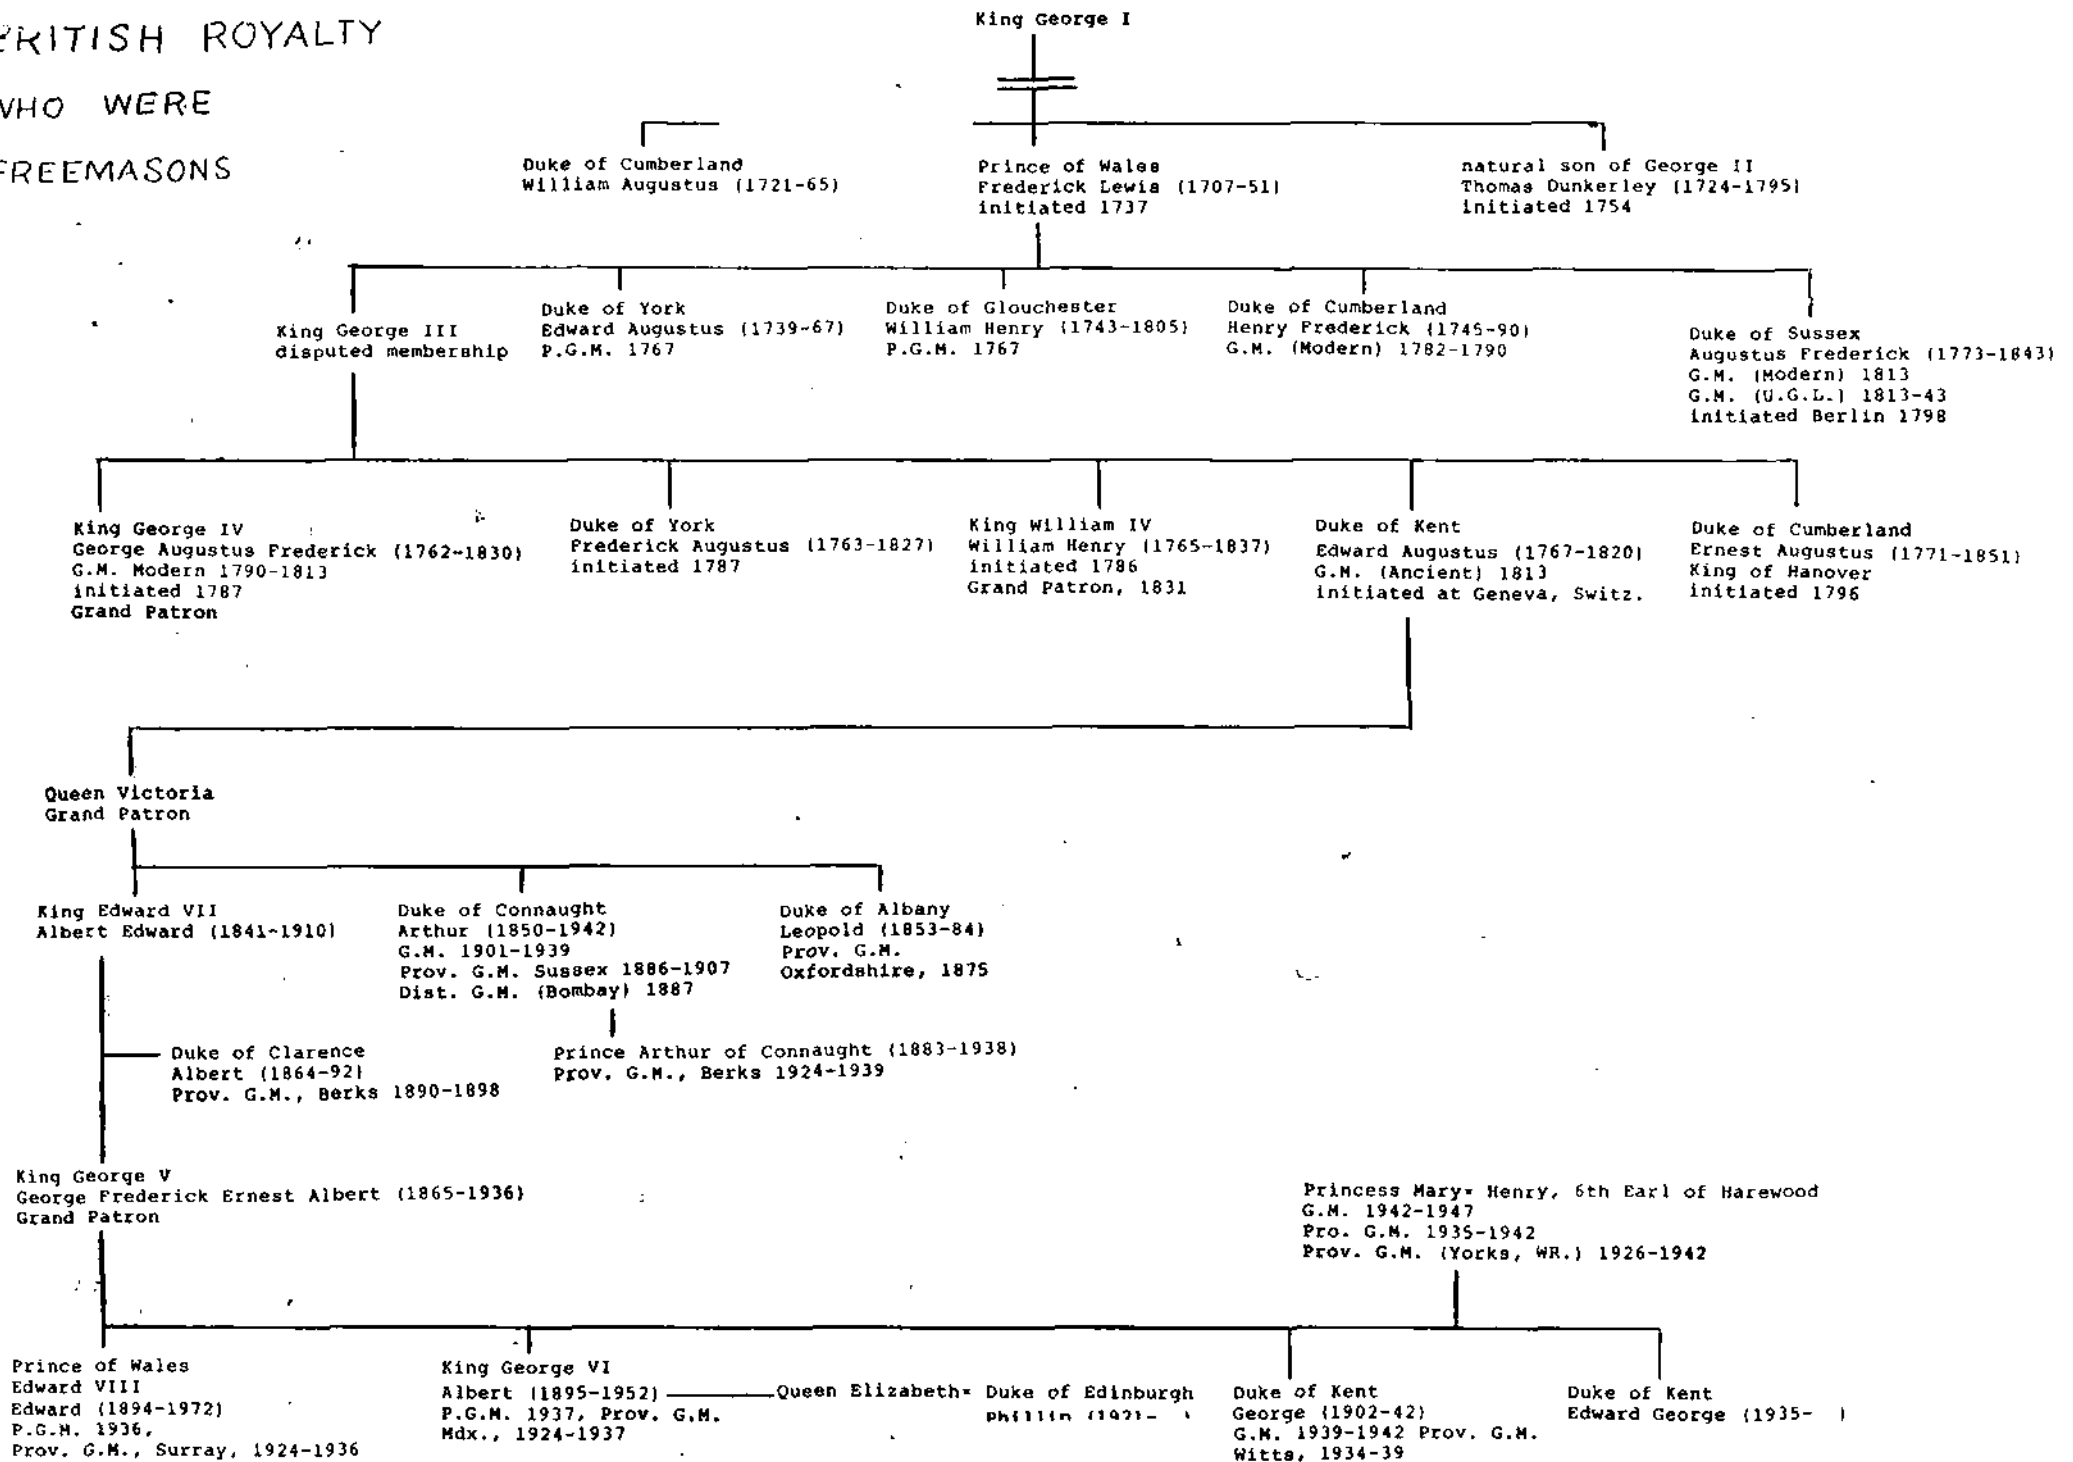 BRITISH ROYALTY
WHO WERE
FREEMASONS
King George I
Duke of Cumberland
William Augustus (1721-65)
Prince of Wales
Frederick Lewis (1707-51)
initiated 1737
natural son of George II
Thomas Dunkerley (1724-1795)
initiated 1754
King George III
disputed membership
Duke of York
Edward Augustus (1739-67)
P.G.M. 1767
Duke of Glouchester
William Henry (1743-1805)
P.G.M. 1767
Duke of Cumberland
Henry Frederick (1745-90)
G.M. (Modern) 1782-1790
Duke of Sussex
Augustus Frederick (1773-1843)
G.M. (Modern) 1813
G.M. (U.G.L.) 1813-43
initiated Berlin 1798
King George IV
George Augustus Frederick (1762-1830)
G.M. Modern 1790-1813
initiated 1787
Grand Patron
Duke of York
Frederick Augustus (1763-1827)
initiated 1787
King William IV
William Henry (1765-1837)
initiated 1786
Grand Patron, 1831
Duke of Kent
Edward Augustus (1767-1820)
G.M. (Ancient) 1813
initiated at Geneva, Switz.
Duke of Cumberland
Ernest Augustus (1771-1851)
King of Hanover
initiated 1796
Queen Victoria
Grand Patron
King Edward VII
Albert Edward (1841-1910)
Duke of Connaught
Arthur (1850-1942)
G.M. 1901-1939
Prov. G.M. Sussex 1886-1907
Dist. G.M. (Bombay) 1887
Duke of Albany
Leopold (1853-84)
Prov. G.M.
Oxfordshire, 1875
Duke of Clarence
Albert (1864-92)
Prov. G.M., Berks 1890-1898
Prince Arthur of Connaught (1883-1938)
Prov. G.M., Berks 1924-1939
King George V
George Frederick Ernest Albert (1865-1936)
Grand Patron
Princess Mary= Henry, 6th Earl of Harewood
G.M. 1942-1947
Pro. G.M. 1935-1942
Prov. G.M. (Yorks, WR.) 1926-1942
Prince of Wales
Edward VIII
Edward (1894-1972)
P.G.M. 1936,
Prov. G.M., Surray, 1924-1936
King George VI
Albert (1895-1952)
P.G.M. 1937, Prov. G.M.
Mdx., 1924-1937
Queen Elizabeth= Duke of Edinburgh
Duke of Kent
George (1902-42)
G.M. 1939-1942 Prov. G.M.
Witts, 1934-39
Duke of Kent
Edward George (1935- )